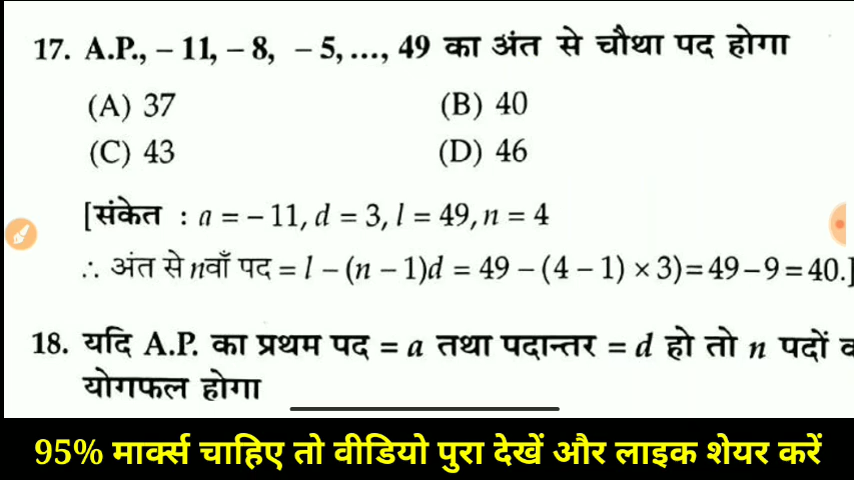 17. A.P., – 11, – 8, – 5, ..., 49 का अंत से चौथा पद होगा
(A) 37 (B) 40
(C) 43 (D) 46
[संकेत : a = – 11, d = 3, l = 49, n = 4
∴ अंत से nवाँ पद = l – (n – 1)d = 49 – (4 – 1) × 3)= 49 – 9 = 40.]
18. यदि A.P. का प्रथम पद = a तथा पदान्तर = d हो तो n पदों
योगफल होगा
95% मार्क्स चाहिए तो वीडियो पुरा देखें और लाइक शेयर करें